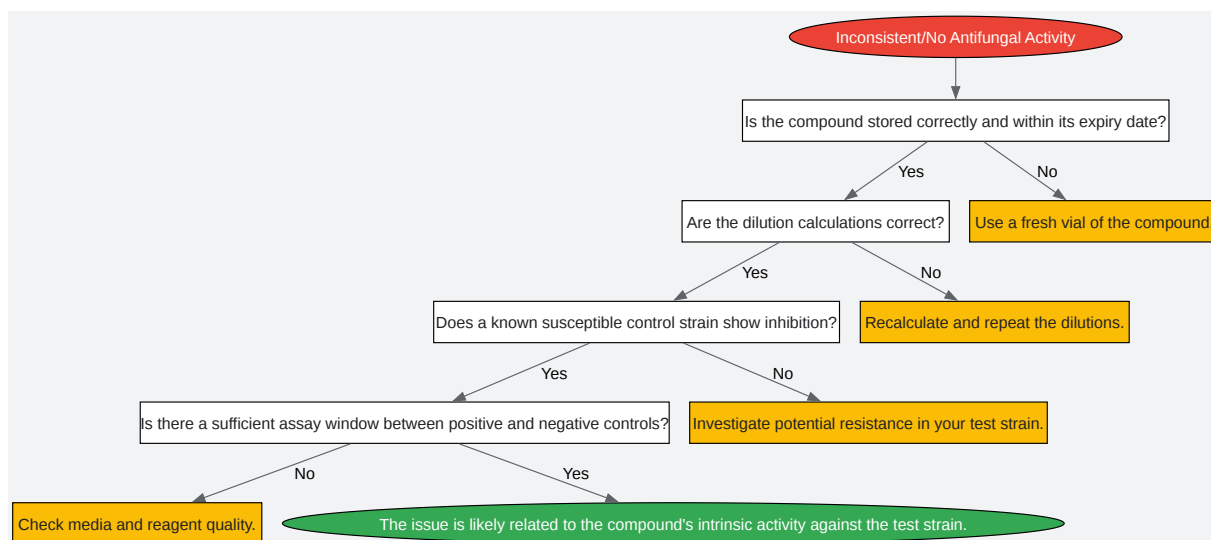 Inconsistent/No Antifungal Activity
Is the compound stored correctly and within its expiry date?
Yes
No
Are the dilution calculations correct?
Use a fresh vial of the compound.
Yes
No
Does a known susceptible control strain show inhibition?
Recalculate and repeat the dilutions.
Yes
No
Is there a sufficient assay window between positive and negative controls?
Investigate potential resistance in your test strain.
No
Yes
Check media and reagent quality.
The issue is likely related to the compound's intrinsic activity against the test strain.